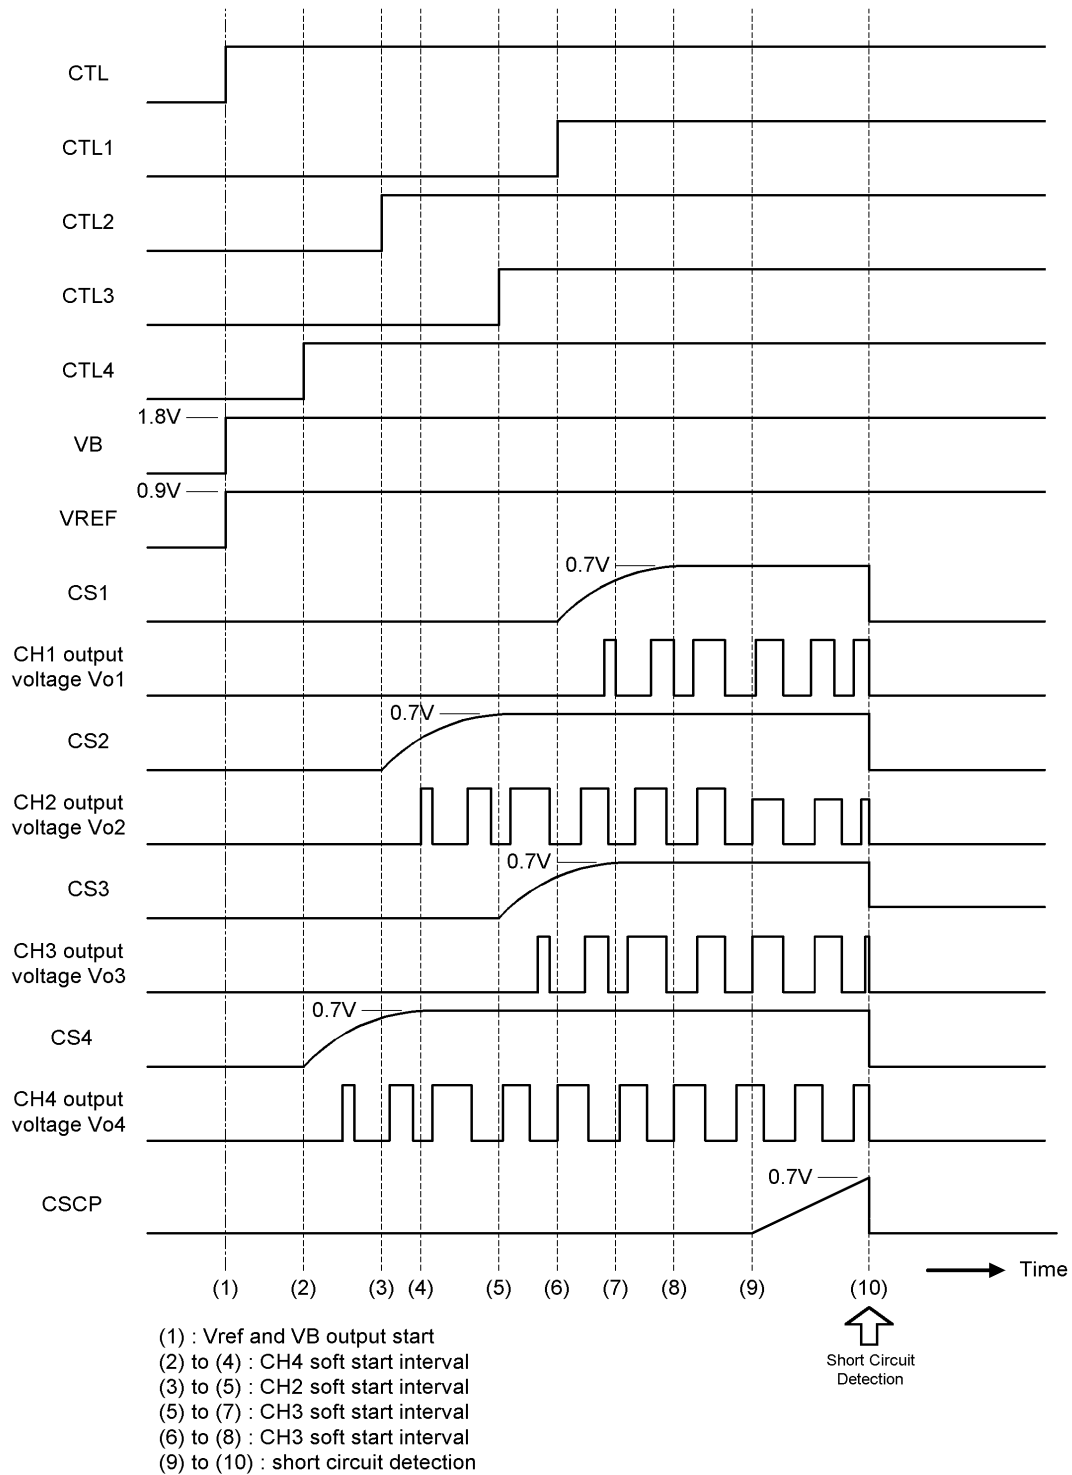 CTL
CTL1
CTL2
CTL3
CTL4
1.8V
VB
0.9V
VREF
0.7V
CS1
CH1 output
voltage Vo1
0.7V
CS2
CH2 output
voltage Vo2
0.7V
CS3
CH3 output
voltage Vo3
0.7V
CS4
CH4 output
voltage Vo4
0.7V
CSCP
Time
(1) (2) (3) (4) (5) (6) (7) (8) (9) (10)
Short Circuit
Detection
(1) : Vref and VB output start
(2) to (4) : CH4 soft start interval
(3) to (5) : CH2 soft start interval
(5) to (7) : CH3 soft start interval
(6) to (8) : CH3 soft start interval
(9) to (10) : short circuit detection